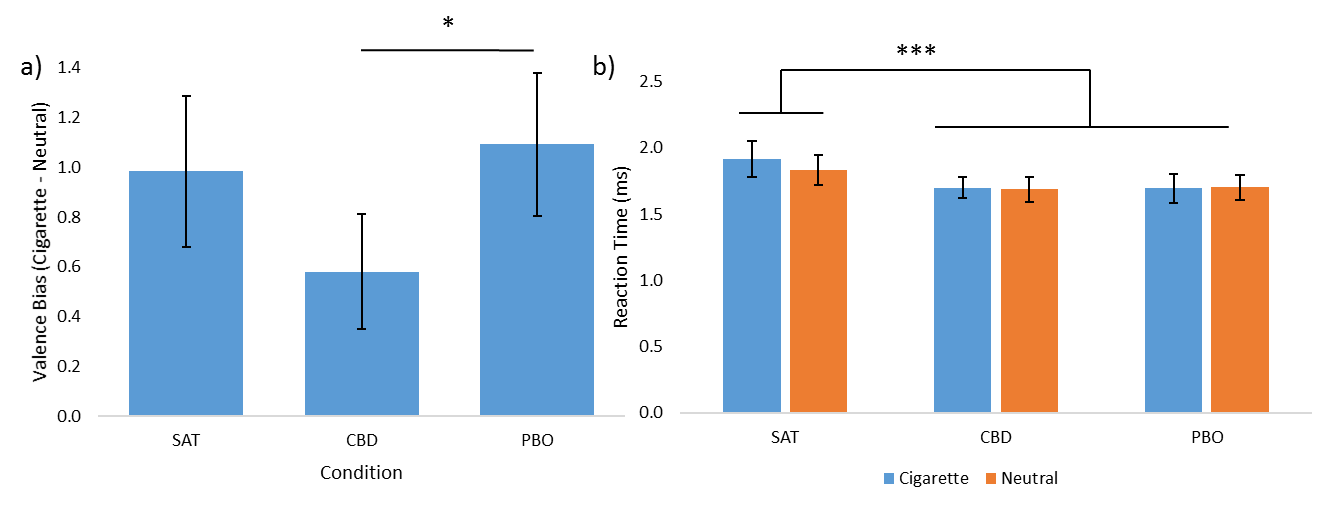 *
a)
Valence Bias (Cigarette - Neutral)
1.4
1.2
1.0
0.8
0.6
0.4
0.2
0.0
SAT CBD PBO
Condition
***
b)
Reaction Time (ms)
2.5
2.0
1.5
1.0
0.5
0.0
SAT CBD PBO
Cigarette Neutral